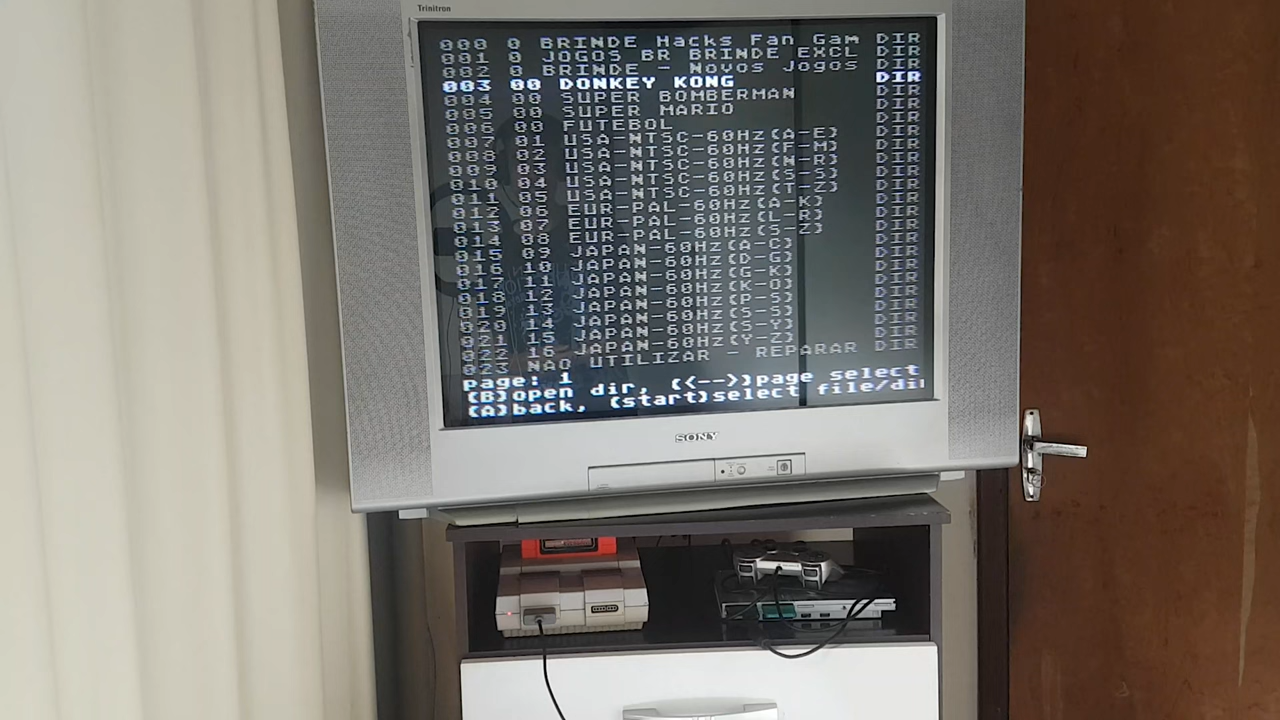 Trinitron
000 0 BRINDE Hacks Fan Gam DIR
001 0 JOGOS BR BRINDE EXCL DIR
002 0 BRINDE - Novos Jogos DIR
003 00 DONKEY KONG DIR
004 00 SUPER BOMBERMAN DIR
005 00 SUPER MARIO DIR
006 00 FUTEBOL DIR
007 01 USA-NTSC-60Hz(A-E) DIR
008 02 USA-NTSC-60Hz(F-M) DIR
009 03 USA-NTSC-60Hz(N-R) DIR
010 04 USA-NTSC-60Hz(S-S) DIR
011 05 USA-NTSC-60Hz(T-Z) DIR
012 06 EUR-PAL-60Hz(A-K) DIR
013 07 EUR-PAL-60Hz(L-R) DIR
014 08 EUR-PAL-60Hz(S-Z) DIR
015 09 JAPAN-60Hz(A-C) DIR
016 10 JAPAN-60Hz(D-G) DIR
017 11 JAPAN-60Hz(G-K) DIR
018 12 JAPAN-60Hz(K-O) DIR
019 13 JAPAN-60Hz(P-S) DIR
020 14 JAPAN-60Hz(S-S) DIR
021 15 JAPAN-60Hz(S-Y) DIR
022 16 JAPAN-60Hz(Y-Z) DIR
023 NAO UTILIZAR - REPARAR DIR
page: 1
(B)open dir, (<-->)page select
(A)back, (start)select file/di
SONY